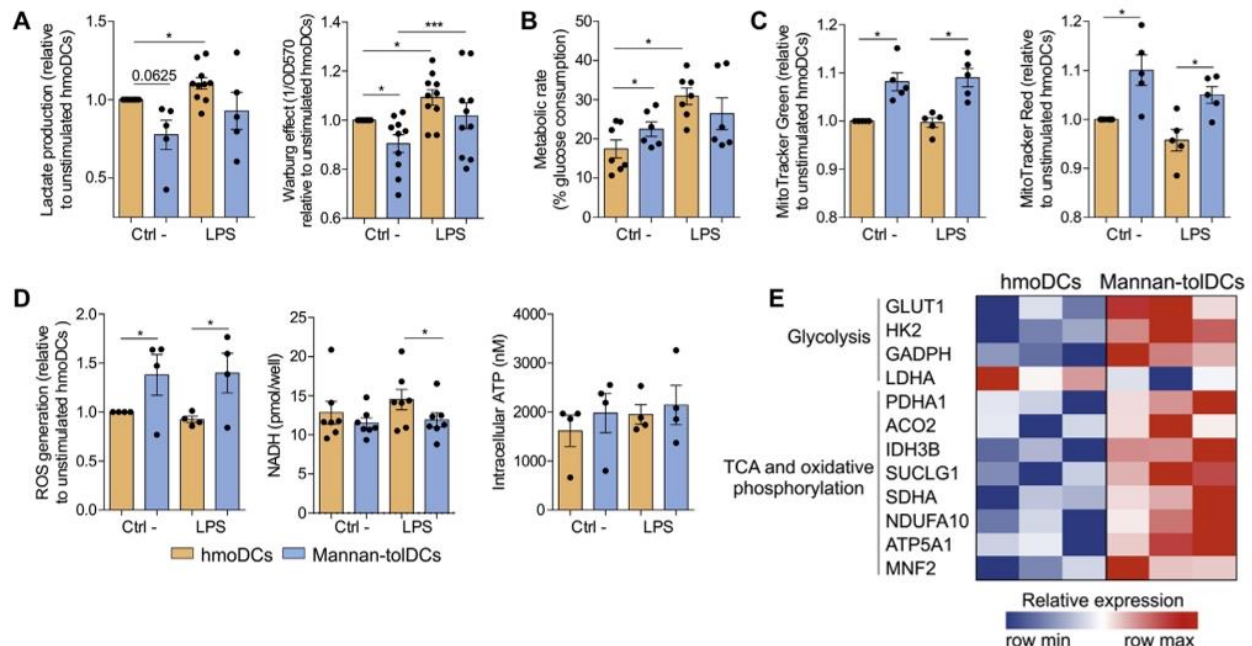 A
Lactate production (relative
to unstimulated hmoDCs)
1.5
1.0
0.5
*
0.0625
Ctrl -
LPS
Warburg effect (1/OD570
relative to unstimulated hmoDCs)
1.4
1.2
1.0
0.8
0.6
***
*
*
Ctrl -
LPS
B
Metabolic rate
(% glucose consumption)
50
40
30
20
10
0
*
*
Ctrl -
LPS
C
MitoTracker Green (relative
to unstimulated hmoDCs)
1.2
1.1
1.0
0.9
0.8
*
*
Ctrl -
LPS
MitoTracker Red (relative
to unstimulated hmoDCs)
1.2
1.1
1.0
0.9
0.8
*
*
Ctrl -
LPS
D
ROS generation (relative
to unstimulated hmoDCs )
2.0
1.5
1.0
0.5
0.0
*
*
Ctrl -
LPS
NADH (pmol/well)
25
20
15
10
5
0
*
Ctrl -
LPS
Intracellular ATP (nM)
4000
3000
2000
1000
0
Ctrl -
LPS
hmoDCs
Mannan-tolDCs
E
hmoDCs
Mannan-tolDCs
Glycolysis
GLUT1
HK2
GADPH
LDHA
TCA and oxidative
phosphorylation
PDHA1
ACO2
IDH3B
SUCLG1
SDHA
NDUFA10
ATP5A1
MNF2
Relative expression
row min
row max